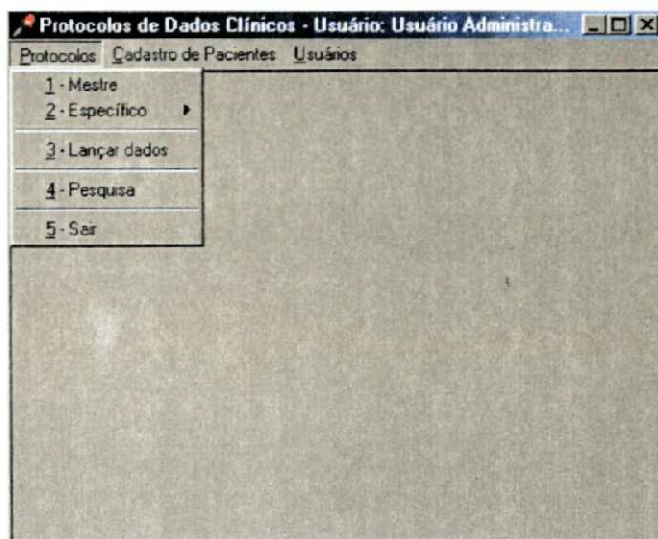 Protocolos de Dados Clínicos - Usuário: Usuário Administra...
Protocolos Cadastro de Pacientes Usuários
1 - Mestre
2 - Específico
3 - Lançar dados
4 - Pesquisa
5 - Sair